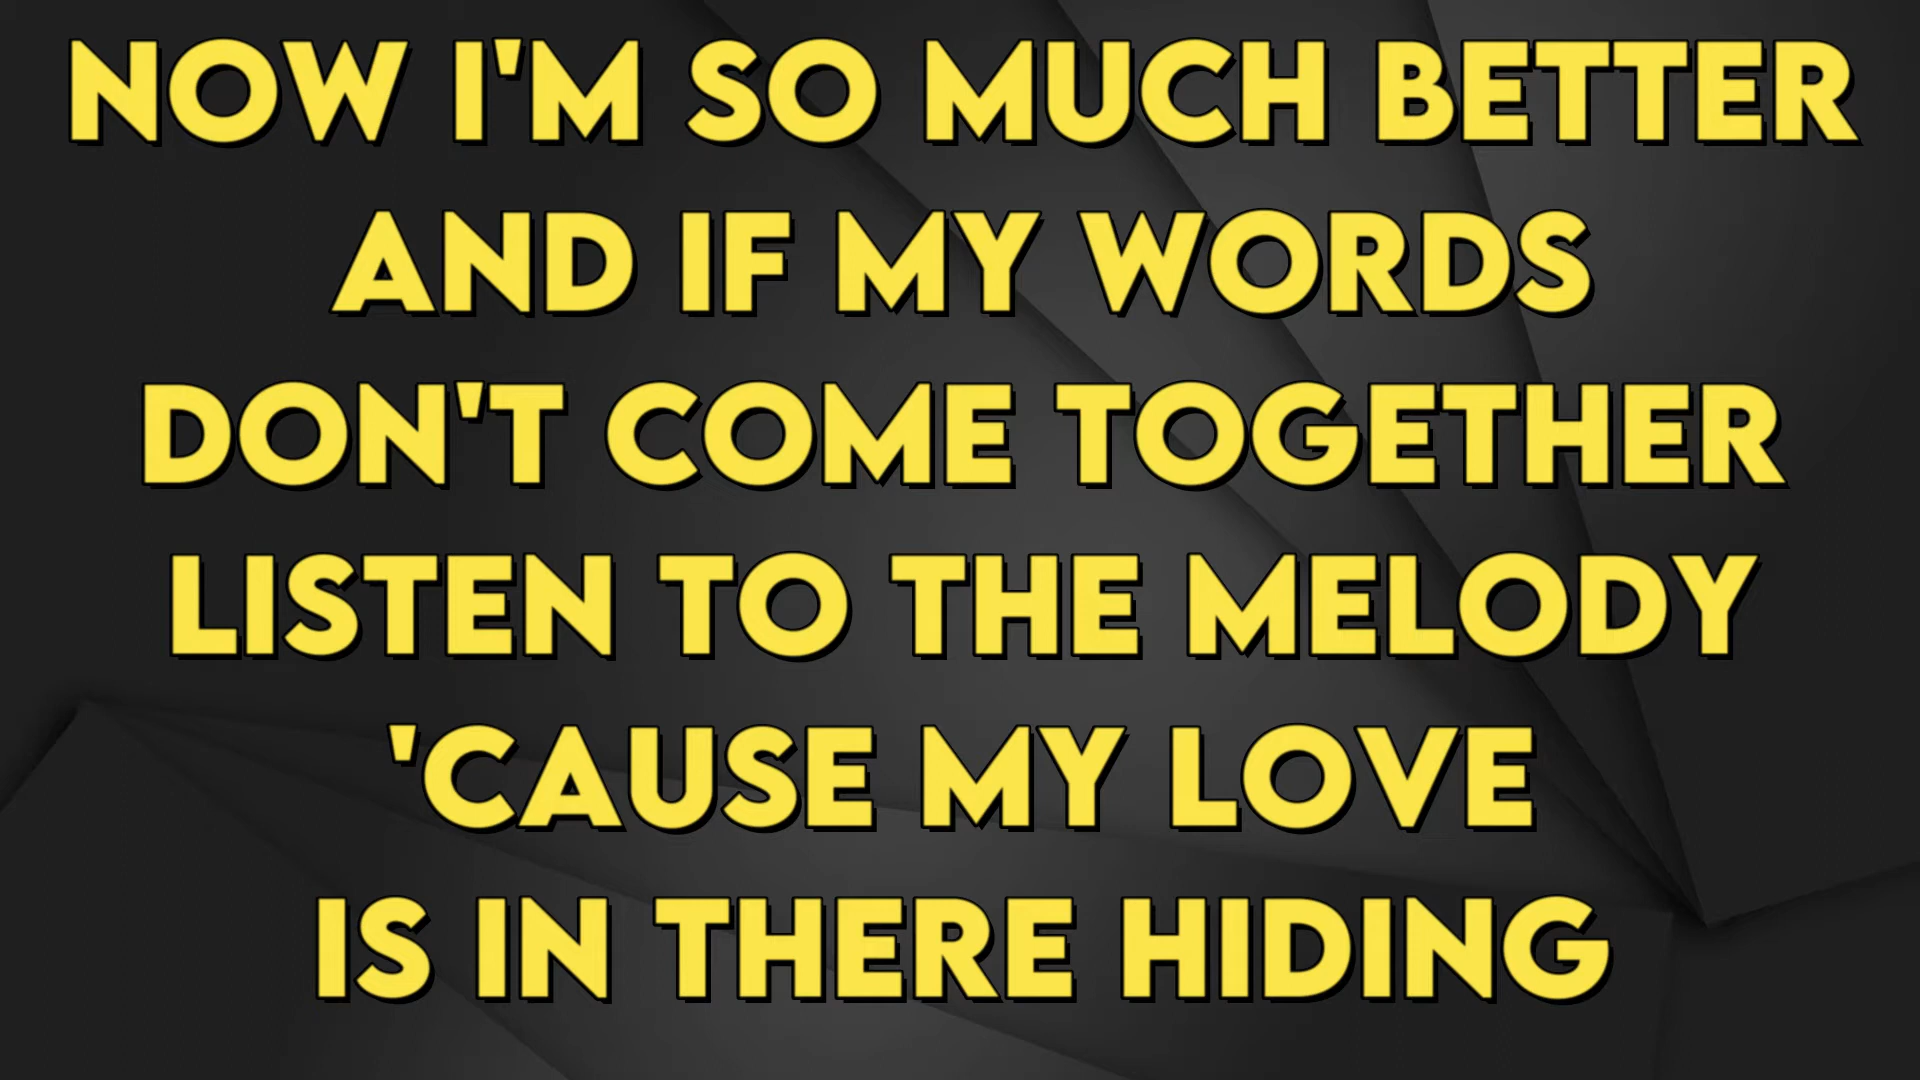 NOW I'M SO MUCH BETTER
AND IF MY WORDS
DON'T COME TOGETHER
LISTEN TO THE MELODY
'CAUSE MY LOVE
IS IN THERE HIDING